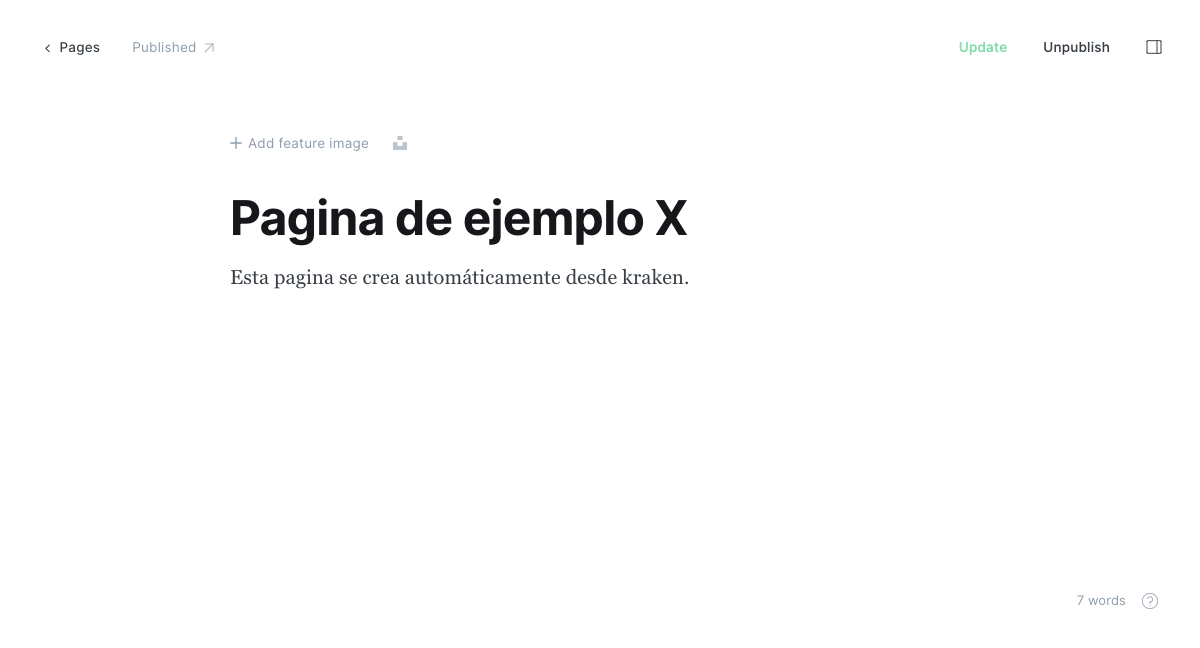 Pages Published Update Unpublish
Add feature image
Pagina de ejemplo X
Esta pagina se crea automáticamente desde kraken.
7 words ?